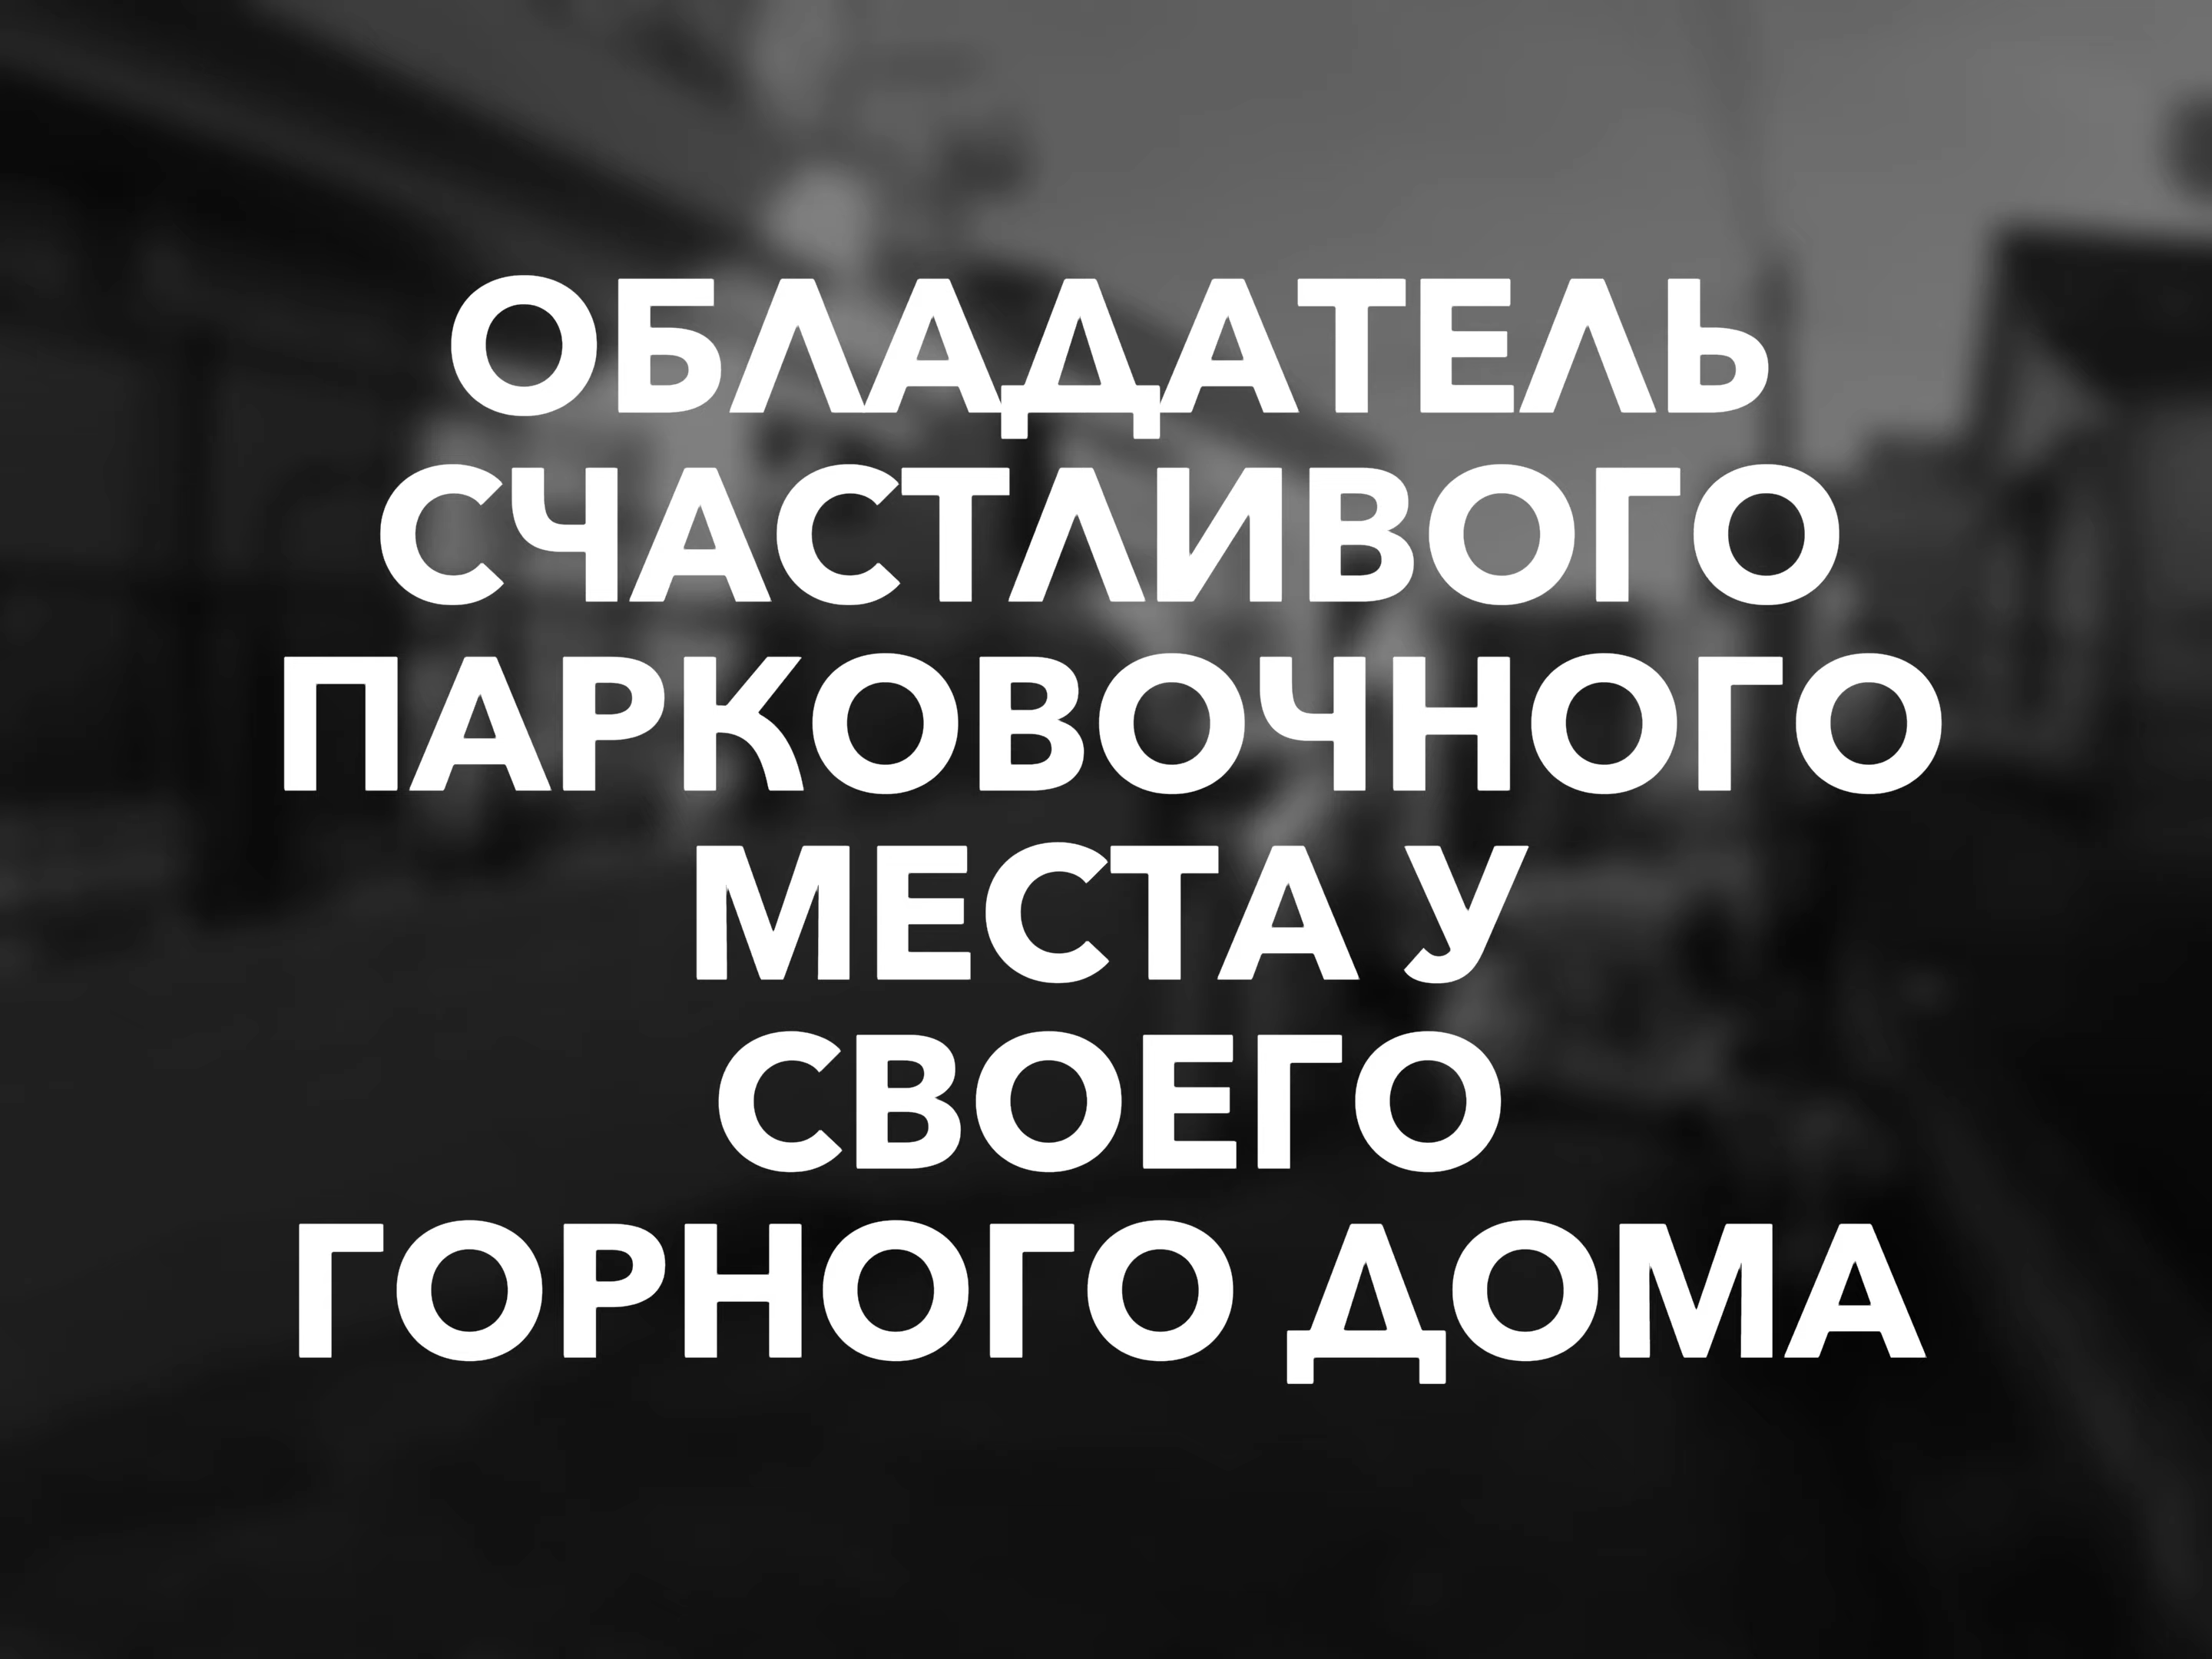 ОБЛАДАТЕЛЬ
СЧАСТЛИВОГО
ПАРКОВОЧНОГО
МЕСТА У
СВОЕГО
ГОРНОГО ДОМА